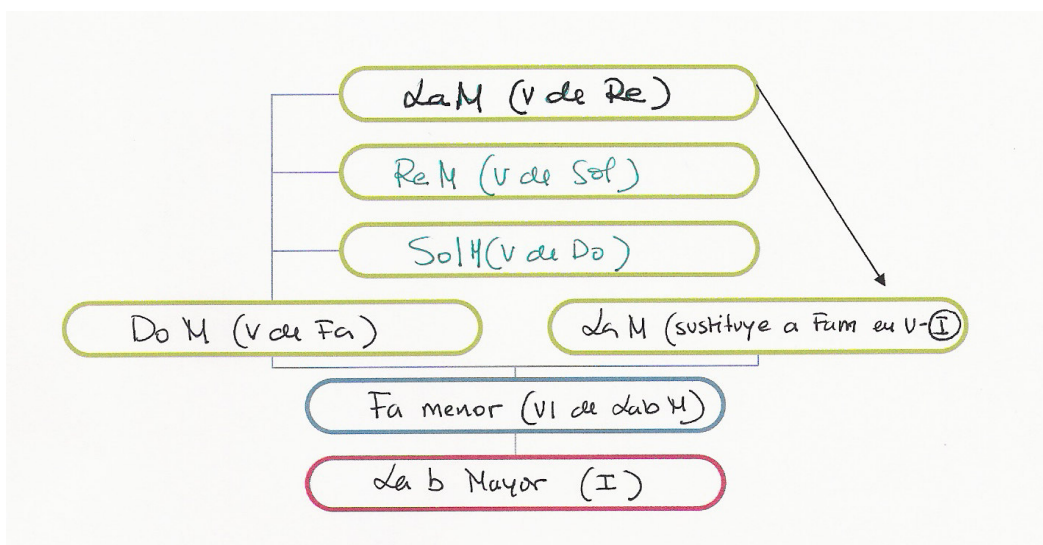 LaM (V de Re)
ReM (V de Sol)
SolM (V de Do)
Do M (V de Fa)
La M (sustituye a Fam en V-I
Fa menor (VI de Lab M)
La b Mayor (I)